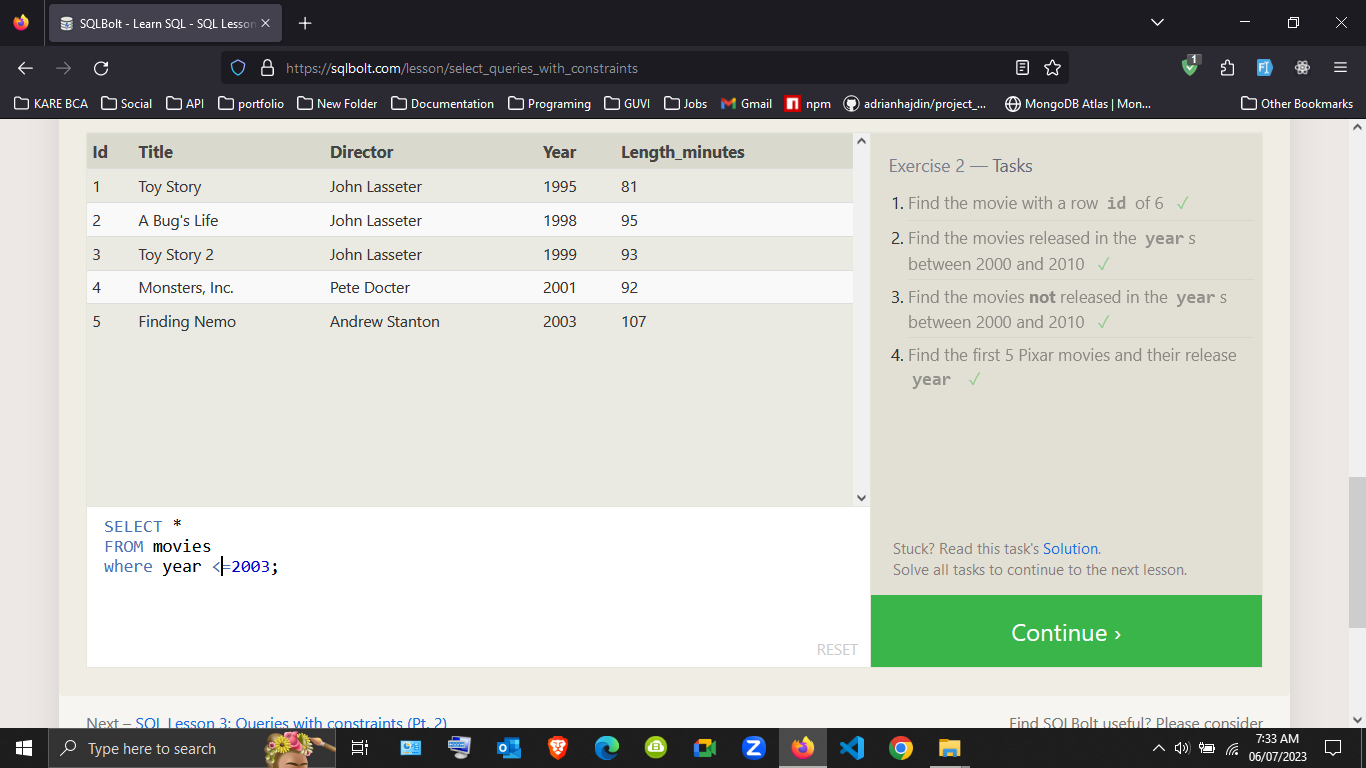 SQLBolt - Learn SQL - SQL Lesson
https://sqlbolt.com/lesson/select_queries_with_constraints
1
KARE BCA Social API portfolio New Folder Documentation Programing GUVI Jobs Gmail npm adrianhajdin/project_... MongoDB Atlas | Mon... Other Bookmarks
Id Title Director Year Length_minutes
1 Toy Story John Lasseter 1995 81
2 A Bug's Life John Lasseter 1998 95
3 Toy Story 2 John Lasseter 1999 93
4 Monsters, Inc. Pete Docter 2001 92
5 Finding Nemo Andrew Stanton 2003 107
SELECT *
FROM movies
where year <=2003;
RESET
Exercise 2 — Tasks
1. Find the movie with a row id of 6 ✓
2. Find the movies released in the year s
between 2000 and 2010 ✓
3. Find the movies not released in the year s
between 2000 and 2010 ✓
4. Find the first 5 Pixar movies and their release
year ✓
Stuck? Read this task's Solution.
Solve all tasks to continue to the next lesson.
Continue ›
Next – SQL Lesson 3: Queries with constraints (Pt. 2)
Find SQLBolt useful? Please consider
Type here to search
7:33 AM
06/07/2023